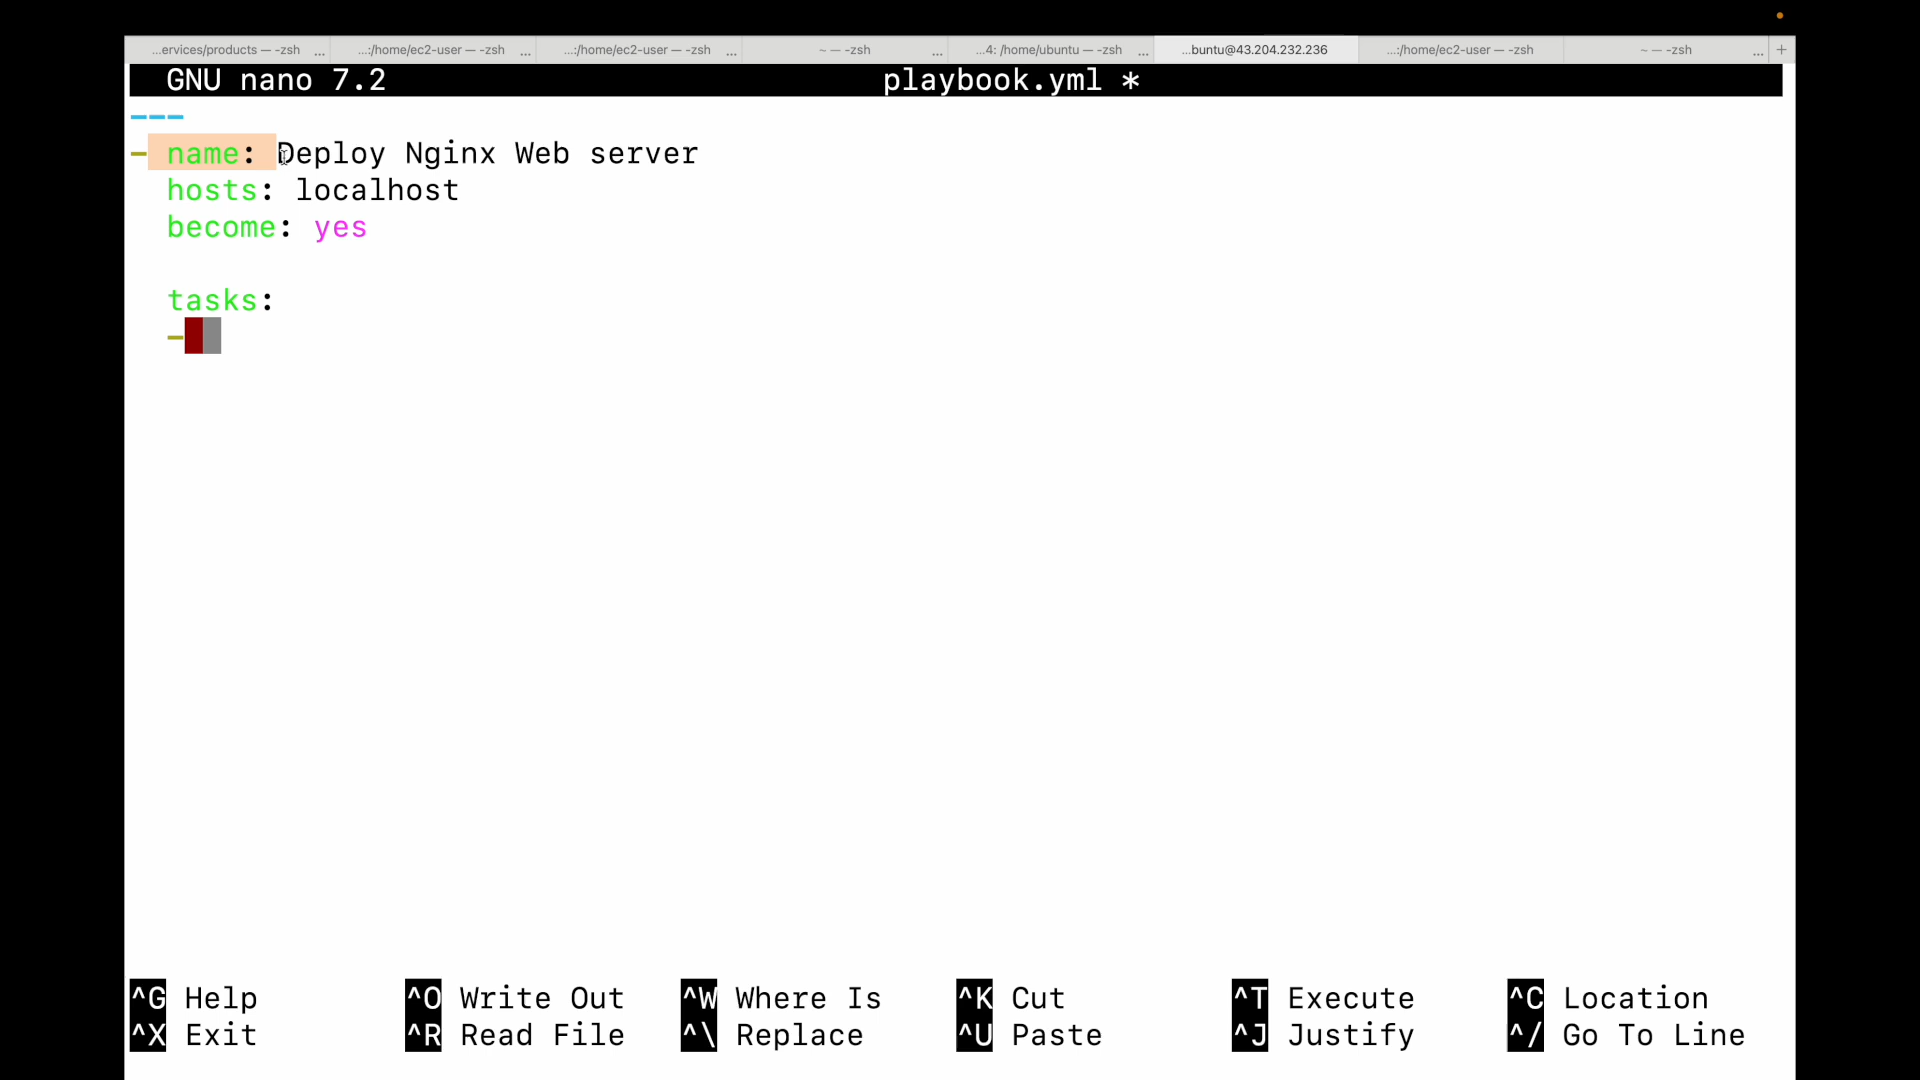 ...ervices/products — -zsh ... ...:/home/ec2-user — -zsh ... ...:/home/ec2-user — -zsh ... ~ — -zsh ... ...4: /home/ubuntu — -zsh ... ...buntu@43.204.232.236 ...:/home/ec2-user — -zsh ~ — -zsh ... +
GNU nano 7.2 playbook.yml *
---
- name: Deploy Nginx Web server
  hosts: localhost
  become: yes
  tasks:
  -
^G Help ^O Write Out ^W Where Is ^K Cut ^T Execute ^C Location
^X Exit ^R Read File ^\ Replace ^U Paste ^J Justify ^/ Go To Line